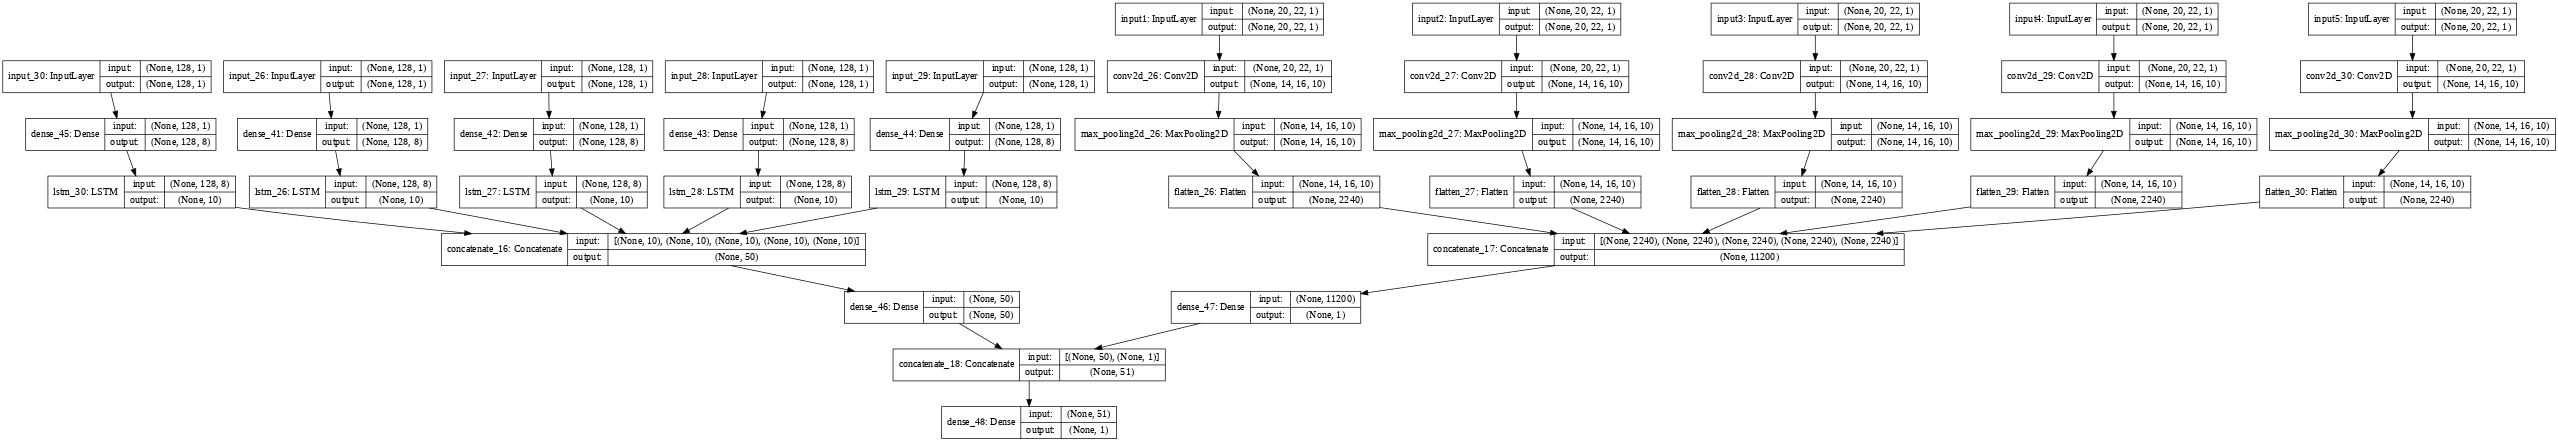 input1: InputLayer
input: (None, 20, 22, 1)
output: (None, 20, 22, 1)
input2: InputLayer
input: (None, 20, 22, 1)
output: (None, 20, 22, 1)
input3: InputLayer
input: (None, 20, 22, 1)
output: (None, 20, 22, 1)
input4: InputLayer
input: (None, 20, 22, 1)
output: (None, 20, 22, 1)
input5: InputLayer
input: (None, 20, 22, 1)
output: (None, 20, 22, 1)
input_30: InputLayer
input: (None, 128, 1)
output: (None, 128, 1)
input_26: InputLayer
input: (None, 128, 1)
output: (None, 128, 1)
input_27: InputLayer
input: (None, 128, 1)
output: (None, 128, 1)
input_28: InputLayer
input: (None, 128, 1)
output: (None, 128, 1)
input_29: InputLayer
input: (None, 128, 1)
output: (None, 128, 1)
conv2d_26: Conv2D
input: (None, 20, 22, 1)
output: (None, 14, 16, 10)
conv2d_27: Conv2D
input: (None, 20, 22, 1)
output: (None, 14, 16, 10)
conv2d_28: Conv2D
input: (None, 20, 22, 1)
output: (None, 14, 16, 10)
conv2d_29: Conv2D
input: (None, 20, 22, 1)
output: (None, 14, 16, 10)
conv2d_30: Conv2D
input: (None, 20, 22, 1)
output: (None, 14, 16, 10)
dense_45: Dense
input: (None, 128, 1)
output: (None, 128, 8)
dense_41: Dense
input: (None, 128, 1)
output: (None, 128, 8)
dense_42: Dense
input: (None, 128, 1)
output: (None, 128, 8)
dense_43: Dense
input: (None, 128, 1)
output: (None, 128, 8)
dense_44: Dense
input: (None, 128, 1)
output: (None, 128, 8)
max_pooling2d_26: MaxPooling2D
input: (None, 14, 16, 10)
output: (None, 14, 16, 10)
max_pooling2d_27: MaxPooling2D
input: (None, 14, 16, 10)
output: (None, 14, 16, 10)
max_pooling2d_28: MaxPooling2D
input: (None, 14, 16, 10)
output: (None, 14, 16, 10)
max_pooling2d_29: MaxPooling2D
input: (None, 14, 16, 10)
output: (None, 14, 16, 10)
max_pooling2d_30: MaxPooling2D
input: (None, 14, 16, 10)
output: (None, 14, 16, 10)
lstm_30: LSTM
input: (None, 128, 8)
output: (None, 10)
lstm_26: LSTM
input: (None, 128, 8)
output: (None, 10)
lstm_27: LSTM
input: (None, 128, 8)
output: (None, 10)
lstm_28: LSTM
input: (None, 128, 8)
output: (None, 10)
lstm_29: LSTM
input: (None, 128, 8)
output: (None, 10)
flatten_26: Flatten
input: (None, 14, 16, 10)
output: (None, 2240)
flatten_27: Flatten
input: (None, 14, 16, 10)
output: (None, 2240)
flatten_28: Flatten
input: (None, 14, 16, 10)
output: (None, 2240)
flatten_29: Flatten
input: (None, 14, 16, 10)
output: (None, 2240)
flatten_30: Flatten
input: (None, 14, 16, 10)
output: (None, 2240)
concatenate_16: Concatenate
input: [(None, 10), (None, 10), (None, 10), (None, 10), (None, 10)]
output: (None, 50)
concatenate_17: Concatenate
input: [(None, 2240), (None, 2240), (None, 2240), (None, 2240), (None, 2240)]
output: (None, 11200)
dense_46: Dense
input: (None, 50)
output: (None, 50)
dense_47: Dense
input: (None, 11200)
output: (None, 1)
concatenate_18: Concatenate
input: [(None, 50), (None, 1)]
output: (None, 51)
dense_48: Dense
input: (None, 51)
output: (None, 1)